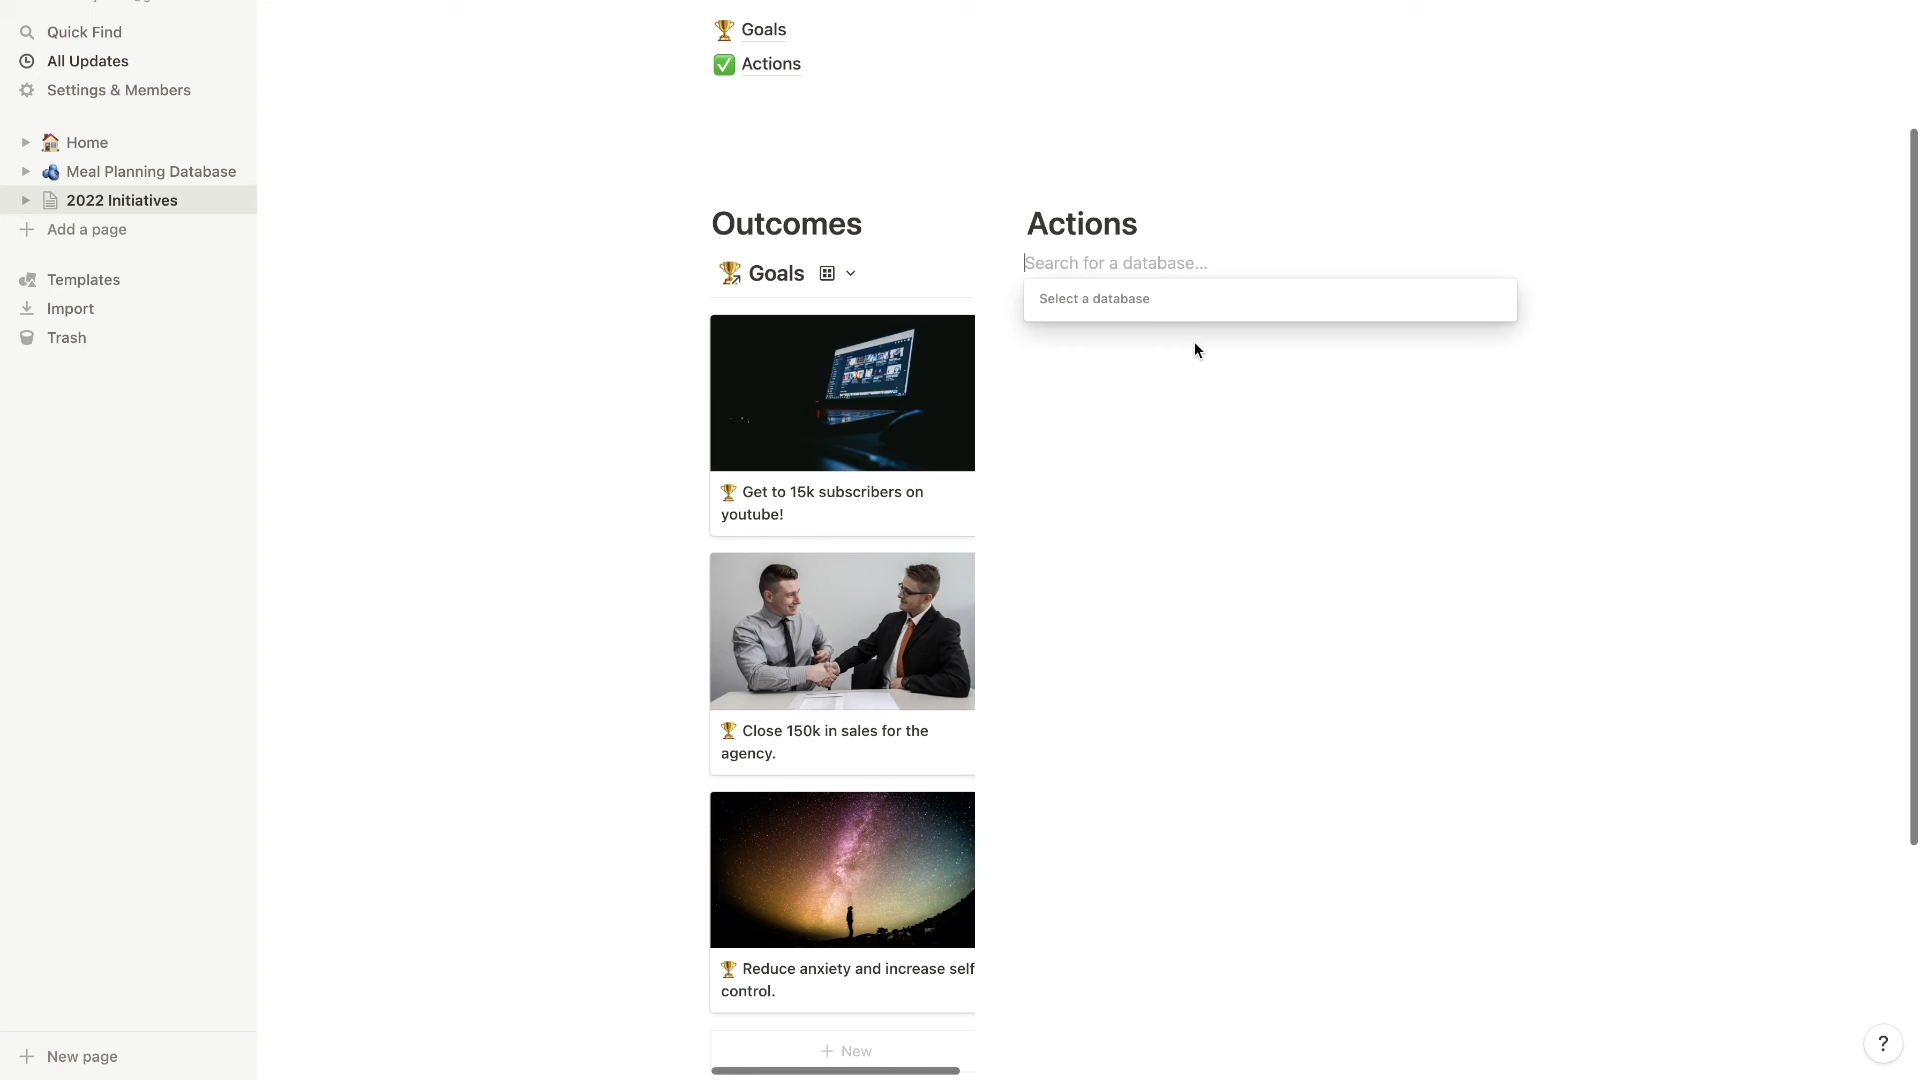 Quick Find
All Updates
Settings & Members
Home
Meal Planning Database
2022 Initiatives
Add a page
Templates
Import
Trash
New page
Goals
Actions
Outcomes
Goals
Get to 15k subscribers on
youtube!
Close 150k in sales for the
agency.
Reduce anxiety and increase self
control.
New
Actions
Search for a database...
Select a database
?